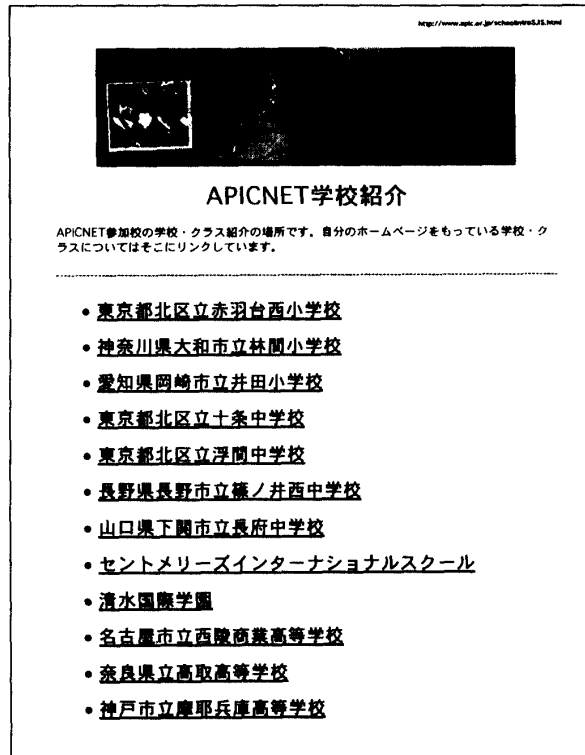 http://www.apic.or.jp/schoolintroSJS.html
APICNET学校紹介
APICNET参加校の学校・クラス紹介の場所です。自分のホームページをもっている学校・ク
ラスについてはそこにリンクしています。
• 東京都北区立赤羽台西小学校
• 神奈川県大和市立林間小学校
• 愛知県岡崎市立井田小学校
• 東京都北区立十条中学校
• 東京都北区立浮間中学校
• 長野県長野市立篠ノ井西中学校
• 山口県下関市立長府中学校
• セントメリーズインターナショナルスクール
• 清水国際学園
• 名古屋市立西陵商業高等学校
• 奈良県立高取高等学校
• 神戸市立摩耶兵庫高等学校